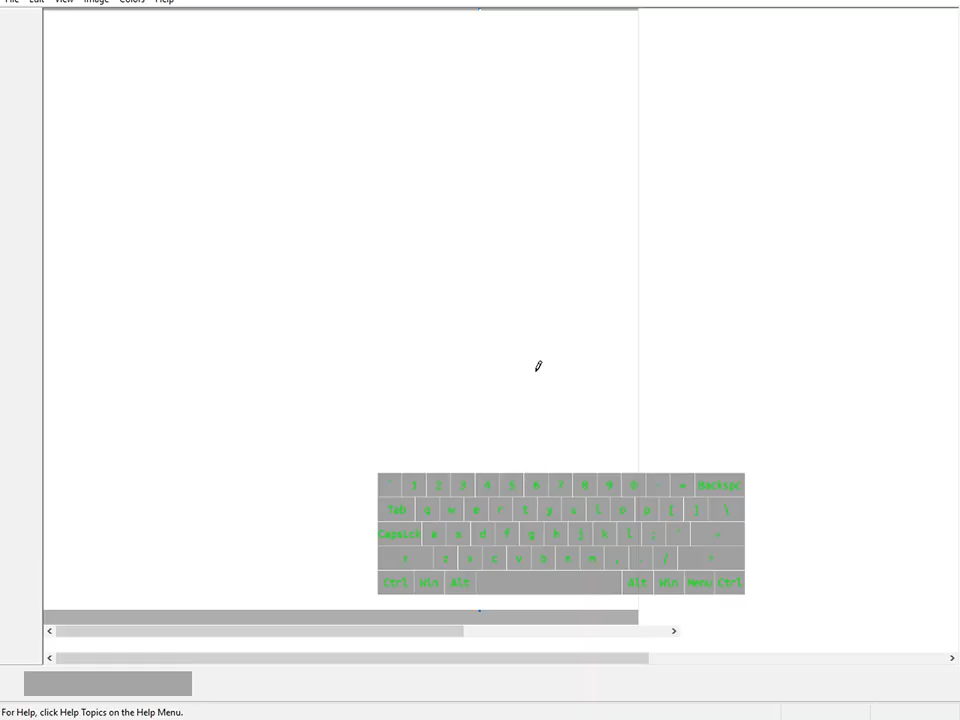 File Edit View Image Colors Help
1 2 3 4 5 6 7 8 9 0 - = Backspc
Tab q w e r t y u i o p [ ] \
CapsLck a s d f g h j k l ; '
z x c v b n m , . /
Ctrl Win Alt Alt Win Menu Ctrl
For Help, click Help Topics on the Help Menu.